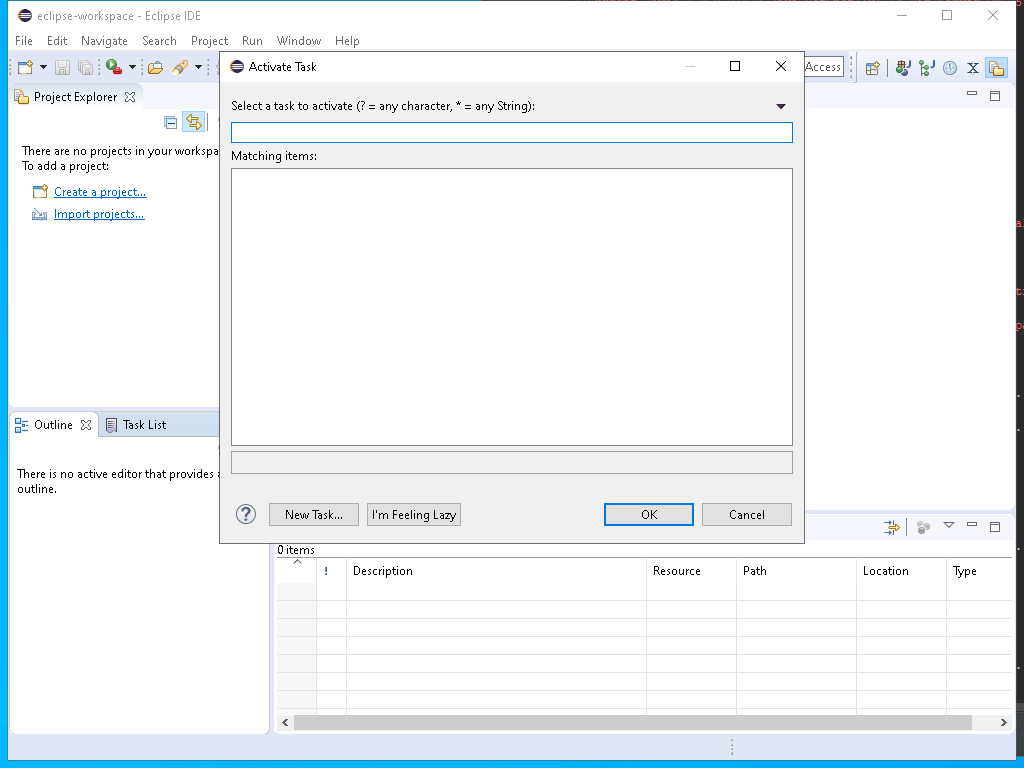 eclipse-workspace - Eclipse IDE
File Edit Navigate Search Project Run Window Help
Activate Task
Access
Project Explorer
Select a task to activate (? = any character, * = any String):
Matching items:
There are no projects in your workspa
To add a project:
Create a project...
Import projects...
Outline
Task List
There is no active editor that provides
outline.
?
New Task...
I'm Feeling Lazy
OK
Cancel
0 items
! Description Resource Path Location Type